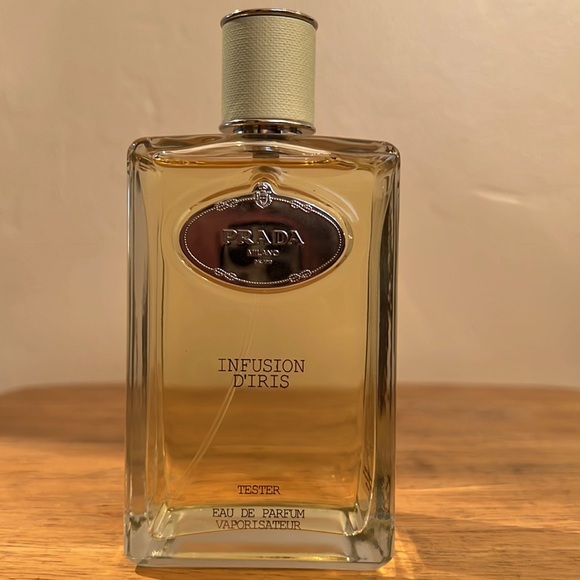 PRADA
MILANO
INFUSION
D'IRIS
TESTER
EAU DE PARFUM
VAPORISATEUR